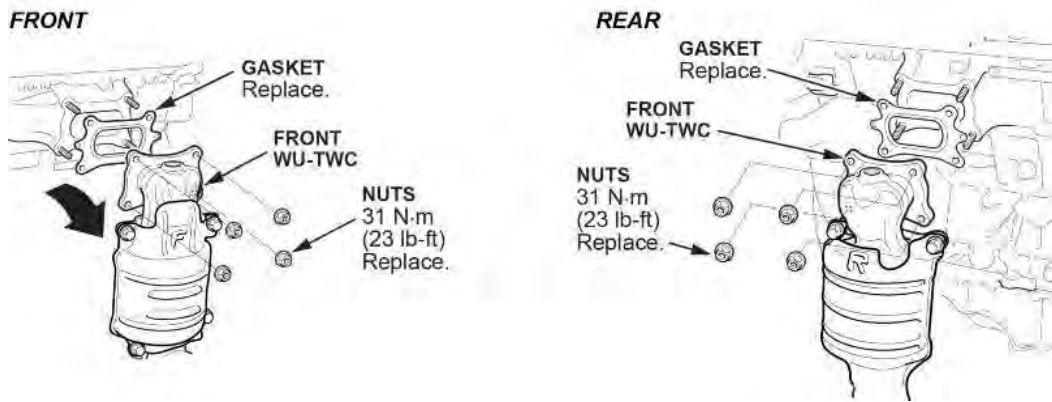 FRONT
GASKET
Replace.
FRONT
WU-TWC
NUTS
31 N·m
(23 lb-ft)
Replace.
R
REAR
GASKET
Replace.
FRONT
WU-TWC
NUTS
31 N·m
(23 lb-ft)
Replace.
R